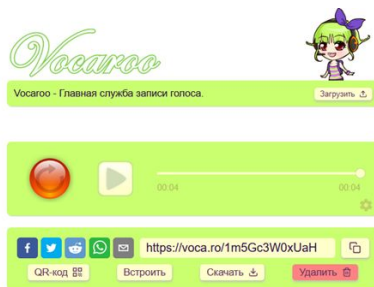 Vocaroo
Vocaroo - Главная служба записи голоса.
Загрузить
00:04
00:04
https://voca.ro/1m5Gc3W0xUaH
QR-код
Встроить
Скачать
Удалить